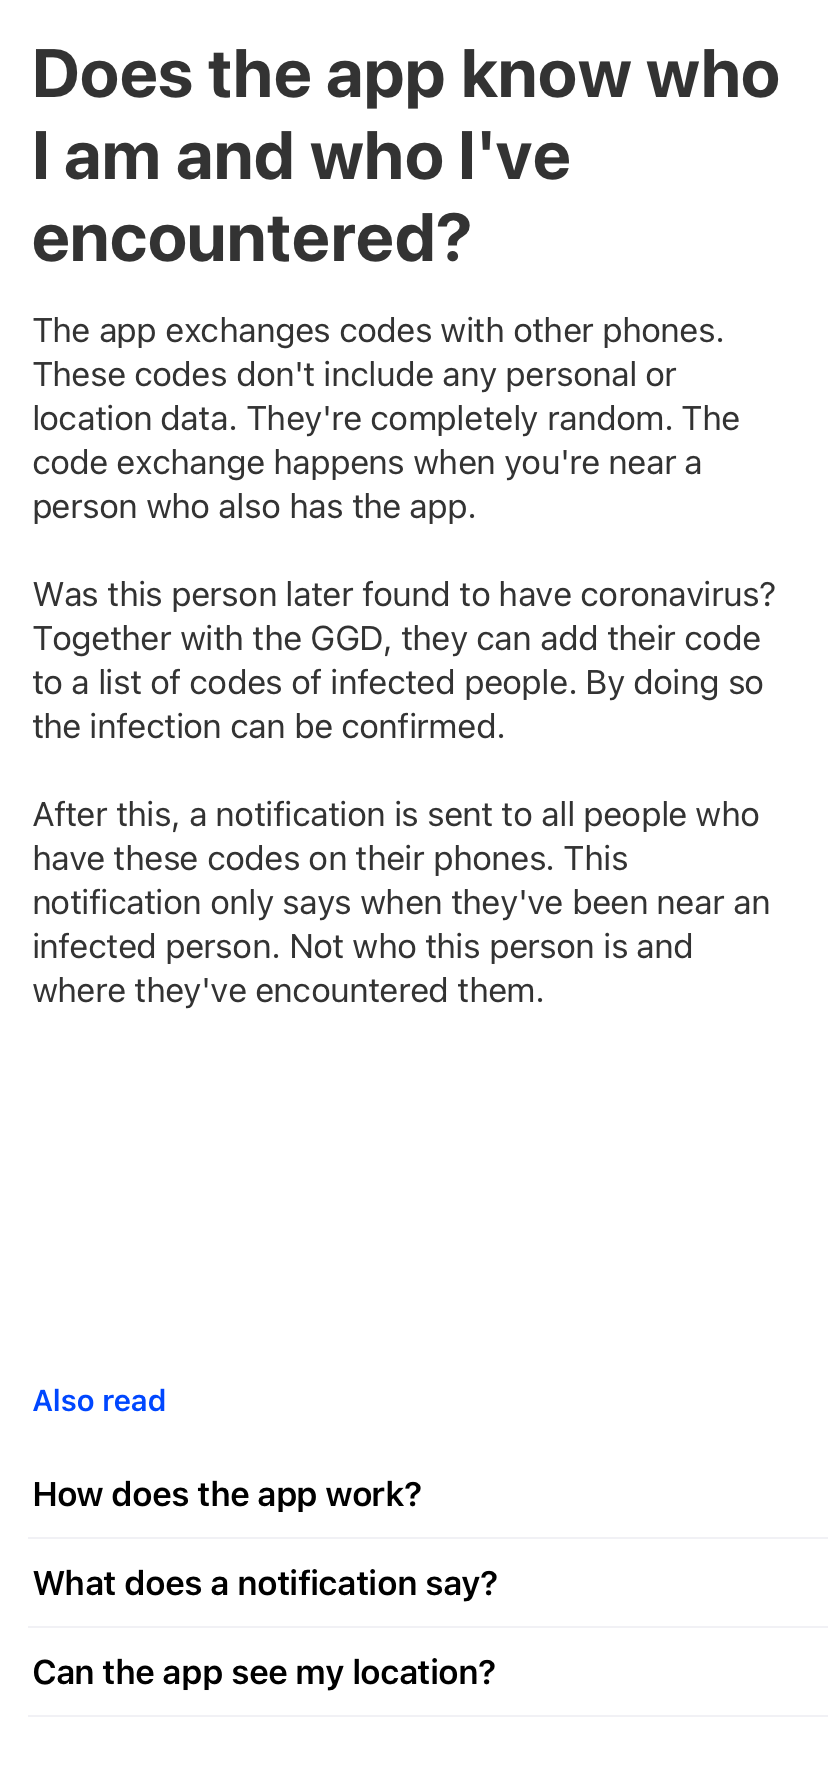 Does the app know who
I am and who I've
encountered?
The app exchanges codes with other phones.
These codes don't include any personal or
location data. They're completely random. The
code exchange happens when you're near a
person who also has the app.
Was this person later found to have coronavirus?
Together with the GGD, they can add their code
to a list of codes of infected people. By doing so
the infection can be confirmed.
After this, a notification is sent to all people who
have these codes on their phones. This
notification only says when they've been near an
infected person. Not who this person is and
where they've encountered them.
Also read
How does the app work?
What does a notification say?
Can the app see my location?